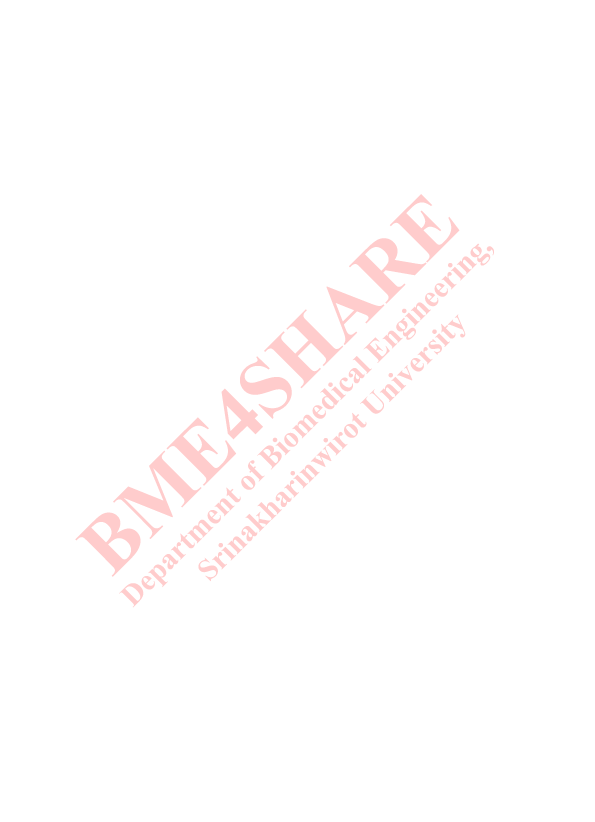 BME4SHARE
Department of Biomedical Engineering,
Srinakharinwirot University